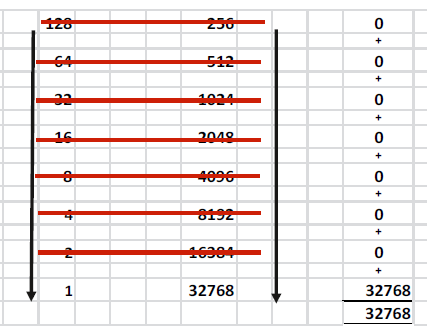 128 256 0
+
64 512 0
+
32 1024 0
+
16 2048 0
+
8 4096 0
+
4 8192 0
+
2 16384 0
+
1 32768 32768
32768